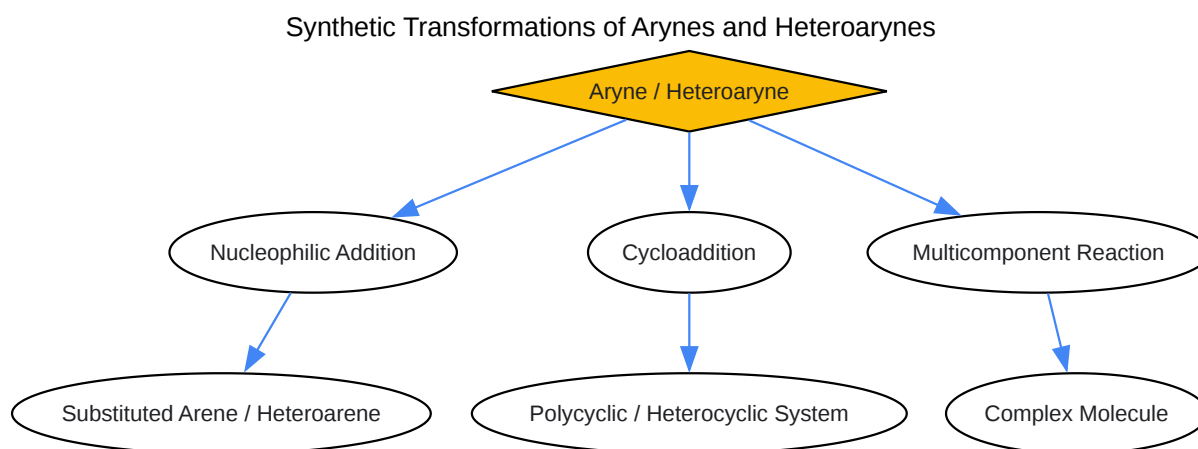 Synthetic Transformations of Arynes and Heteroarynes
Aryne / Heteroaryne
Nucleophilic Addition
Cycloaddition
Multicomponent Reaction
Substituted Arene / Heteroarene
Polycyclic / Heterocyclic System
Complex Molecule